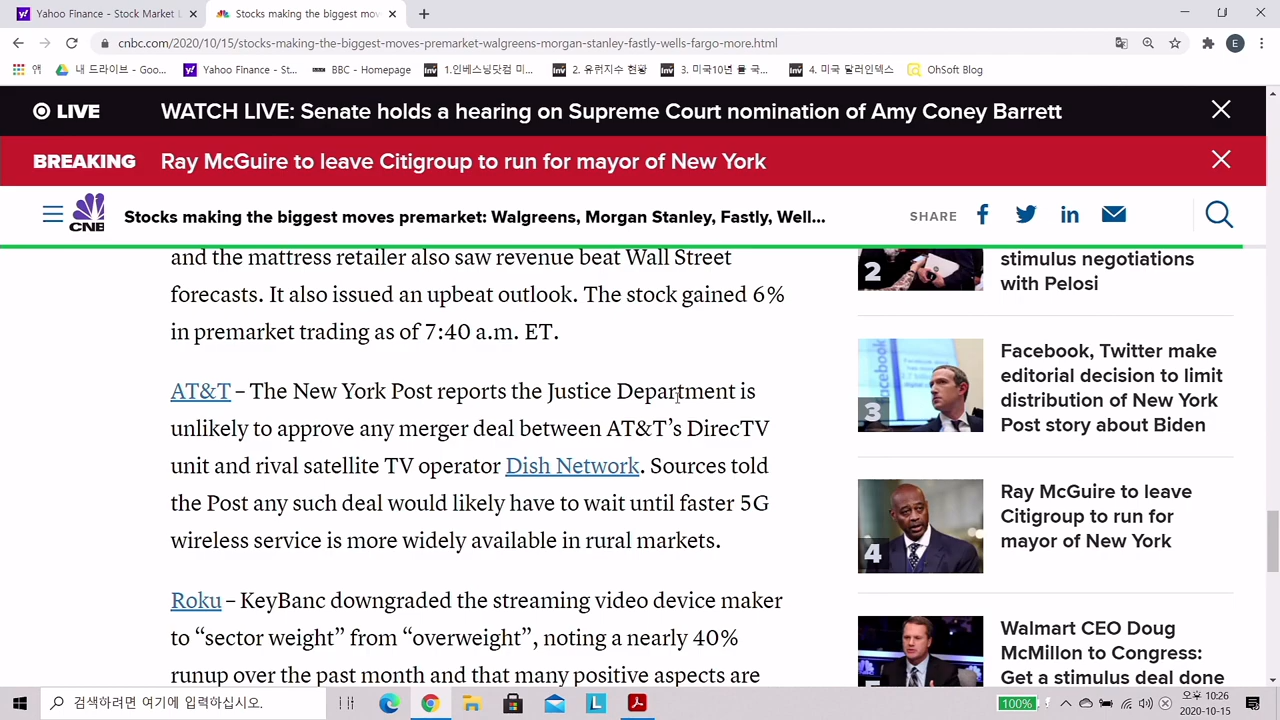 Yahoo Finance - Stock Market L
Stocks making the biggest mov
cnbc.com/2020/10/15/stocks-making-the-biggest-moves-premarket-walgreens-morgan-stanley-fastly-wells-fargo-more.html
E
앱
내 드라이브 - Goo...
Yahoo Finance - St...
BBC - Homepage
1.인베스닝닷컴 미...
2. 유뤕지수 현황
3. 미국10년 뮬 국...
4. 미국 달러인덱스
OhSoft Blog
LIVE
WATCH LIVE: Senate holds a hearing on Supreme Court nomination of Amy Coney Barrett
BREAKING
Ray McGuire to leave Citigroup to run for mayor of New York
CNBC
Stocks making the biggest moves premarket: Walgreens, Morgan Stanley, Fastly, Well...
SHARE
and the mattress retailer also saw revenue beat Wall Street
forecasts. It also issued an upbeat outlook. The stock gained 6%
in premarket trading as of 7:40 a.m. ET.
AT&T – The New York Post reports the Justice Department is
unlikely to approve any merger deal between AT&T’s DirecTV
unit and rival satellite TV operator Dish Network. Sources told
the Post any such deal would likely have to wait until faster 5G
wireless service is more widely available in rural markets.
Roku – KeyBanc downgraded the streaming video device maker
to “sector weight” from “overweight”, noting a nearly 40%
runup over the past month and that many positive aspects are
2
stimulus negotiations
with Pelosi
3
Facebook, Twitter make
editorial decision to limit
distribution of New York
Post story about Biden
4
Ray McGuire to leave
Citigroup to run for
mayor of New York
Walmart CEO Doug
McMillon to Congress:
Get a stimulus deal done
검색하려면 여기에 입력하십시오.
100%
오후 10:26
2020-10-15